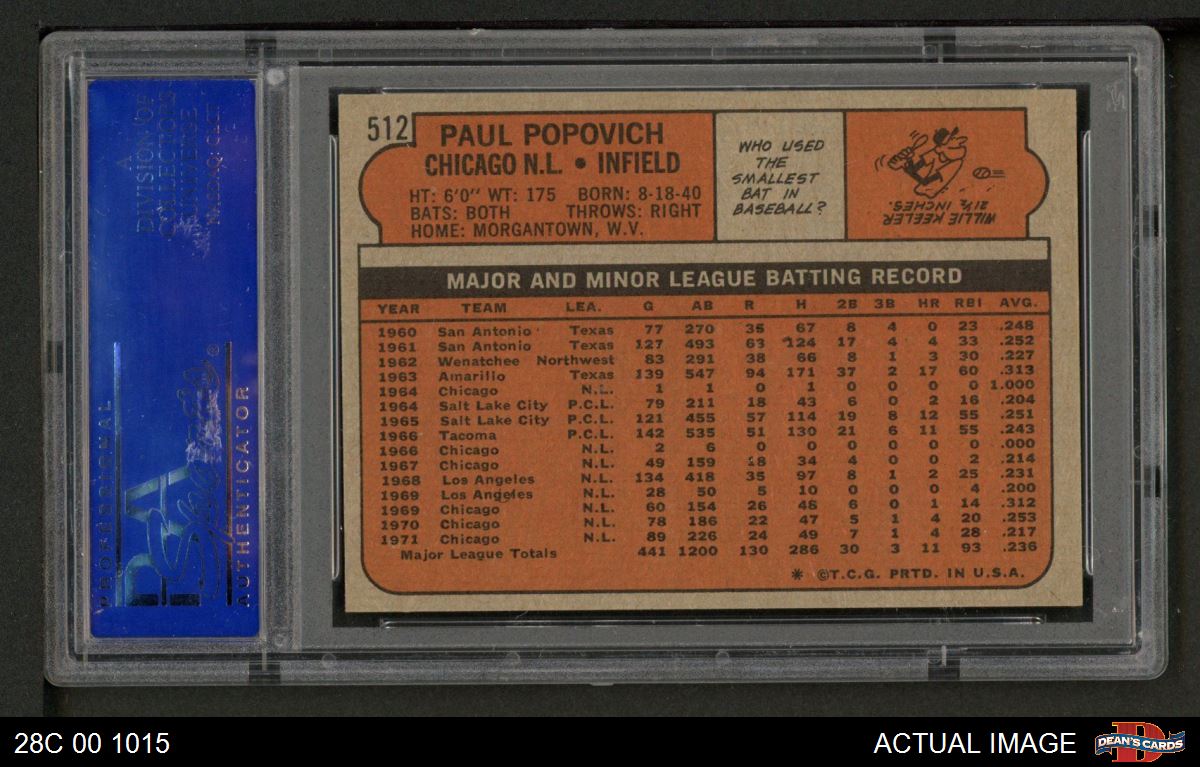 A
DIVISION OF
COLLECTORS
UNIVERSE
NASDAQ: CLCT
PROFESSIONAL
PSA
AUTHENTICATOR
®
512
PAUL POPOVICH
CHICAGO N.L. • INFIELD
HT: 6'0" WT: 175 BORN: 8-18-40
BATS: BOTH THROWS: RIGHT
HOME: MORGANTOWN, W.V.
WHO USED
THE
SMALLEST
BAT IN
BASEBALL?
WILLIE KEELER
21½ INCHES.
MAJOR AND MINOR LEAGUE BATTING RECORD
YEAR TEAM LEA. G AB R H 2B 3B HR RBI AVG.
1960 San Antonio Texas 77 270 35 67 8 4 0 23 .248
1961 San Antonio Texas 127 493 63 124 17 4 4 33 .252
1962 Wenatchee Northwest 83 291 38 66 8 1 3 30 .227
1963 Amarillo Texas 139 547 94 171 37 2 17 60 .313
1964 Chicago N.L. 1 1 0 1 0 0 0 0 1.000
1964 Salt Lake City P.C.L. 79 211 18 43 6 0 2 16 .204
1965 Salt Lake City P.C.L. 121 455 57 114 19 8 12 55 .251
1966 Tacoma P.C.L. 142 535 51 130 21 6 11 55 .243
1966 Chicago N.L. 2 6 0 0 0 0 0 0 .000
1967 Chicago N.L. 49 159 18 34 4 0 0 2 .214
1968 Los Angeles N.L. 134 418 35 97 8 1 2 25 .231
1969 Los Angeles N.L. 28 50 5 10 0 0 0 4 .200
1969 Chicago N.L. 60 154 26 48 6 0 1 14 .312
1970 Chicago N.L. 78 186 22 47 5 1 4 20 .253
1971 Chicago N.L. 89 226 24 49 7 1 4 28 .217
Major League Totals 441 1200 130 286 30 3 11 93 .236
* ©T.C.G. PRTD. IN U.S.A.
28C 00 1015
ACTUAL IMAGE
DEAN'S CARDS